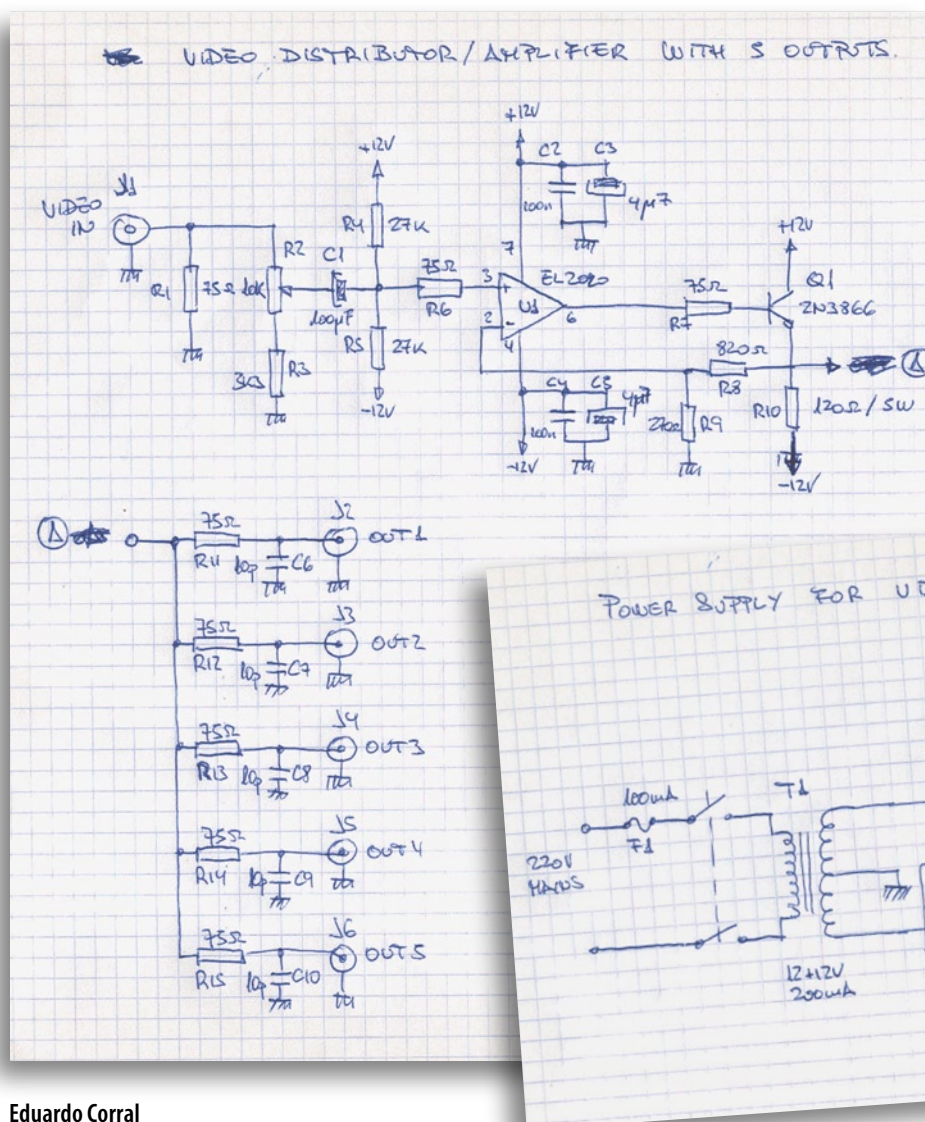 VIDEO DISTRIBUTOR/AMPLIFIER WITH 5 OUTPUTS.
+12V
C2 C3
100n 4µ7
+12V
J1
VIDEO IN
R4 27K
7
+12V
R1 75Ω
R2 10K
C1
100µF
75Ω
R6
3
+
EL2020
U1
2
-
4
6
75Ω
R7
Q1
2N3866
820Ω
R8
A
R3
R5 27K
-12V
C4 C5
4µ7
100n
-12V
R9
R10
120Ω / 5W
-12V
A
75Ω
R11
10p C6
J2
OUT1
75Ω
R12
10p C7
J3
OUT2
75Ω
R13
10p C8
J4
OUT3
75Ω
R14
10p C9
J5
OUT4
75Ω
R15
10p C10
J6
OUT5
POWER SUPPLY FOR
100mA
F1
T1
220V
MAINS
12+12V
200mA
Eduardo Corral